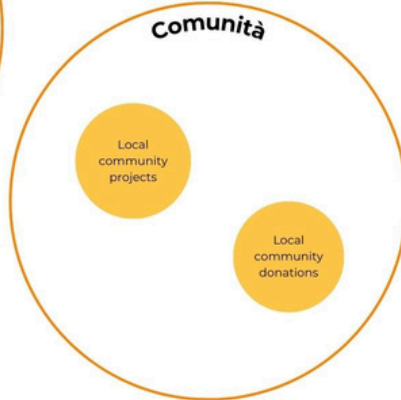 Comunità
Local
community
projects
Local
community
donations